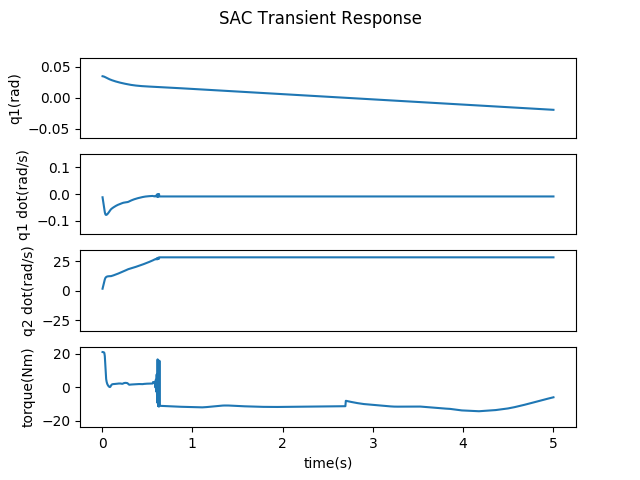 SAC Transient Response
q1(rad)
0.05
0.00
−0.05
q1 dot(rad/s)
0.1
0.0
−0.1
q2 dot(rad/s)
25
0
−25
torque(Nm)
20
0
−20
0 1 2 3 4 5
time(s)